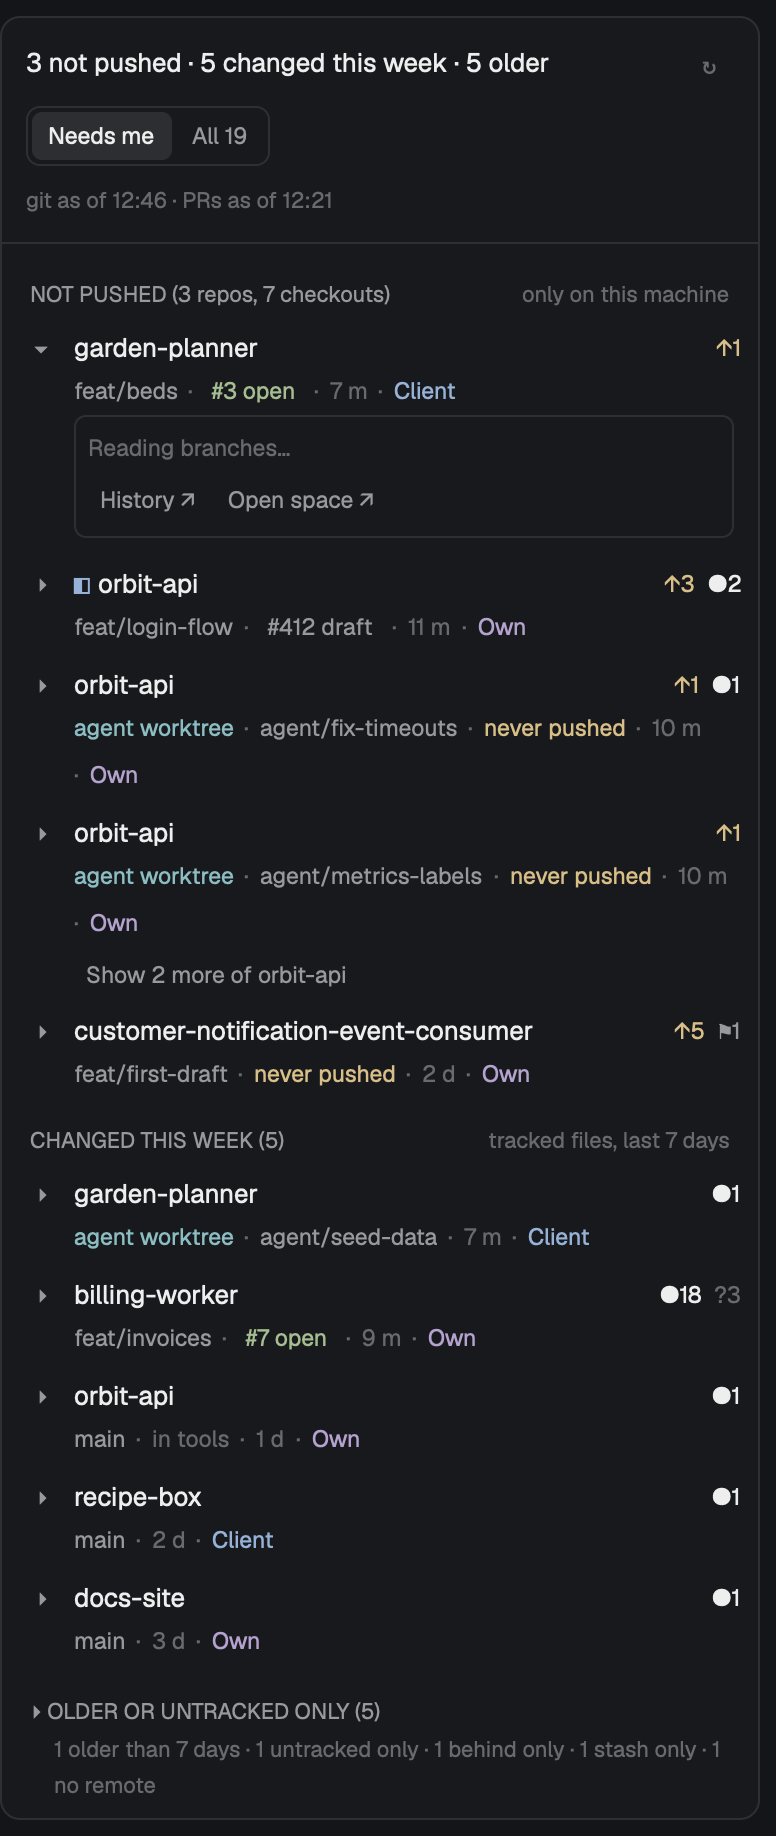 3 not pushed · 5 changed this week · 5 older ↻
Needs me All 19
git as of 12:46 · PRs as of 12:21
NOT PUSHED (3 repos, 7 checkouts) only on this machine
garden-planner ↑1
feat/beds · #3 open · 7 m · Client
Reading branches…
History ↗ Open space ↗
orbit-api ↑3 ●2
feat/login-flow · #412 draft · 11 m · Own
orbit-api ↑1 ●1
agent worktree · agent/fix-timeouts · never pushed · 10 m
· Own
orbit-api ↑1
agent worktree · agent/metrics-labels · never pushed · 10 m
· Own
Show 2 more of orbit-api
customer-notification-event-consumer ↑5 ⚑1
feat/first-draft · never pushed · 2 d · Own
CHANGED THIS WEEK (5) tracked files, last 7 days
garden-planner ●1
agent worktree · agent/seed-data · 7 m · Client
billing-worker ●18 ?3
feat/invoices · #7 open · 9 m · Own
orbit-api ●1
main · in tools · 1 d · Own
recipe-box ●1
main · 2 d · Client
docs-site ●1
main · 3 d · Own
OLDER OR UNTRACKED ONLY (5)
1 older than 7 days · 1 untracked only · 1 behind only · 1 stash only · 1
no remote